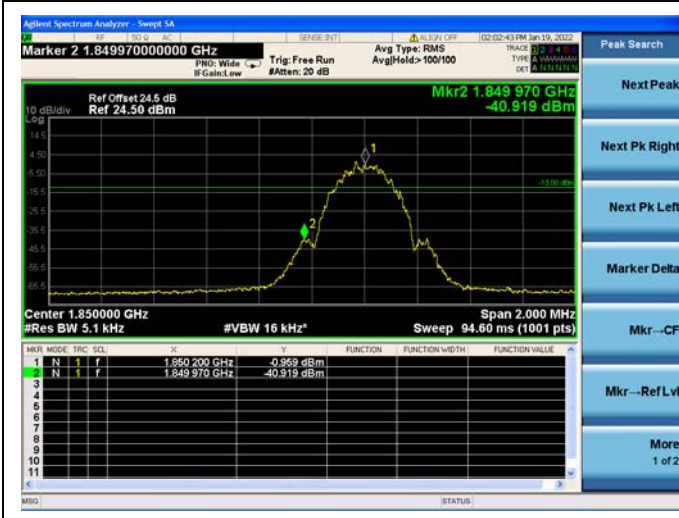 Agilent Spectrum Analyzer - Swept SA
RF 50 Ω AC SENSE:INT ALIGN OFF 02:02:43 PM Jan 19, 2022
Marker 2 1.849970000000 GHz
PNO: Wide Trig: Free Run
IFGain:Low #Atten: 20 dB
Avg Type: RMS
Avg|Hold:>100/100
TRACE 1 2 3 4 5 6
TYPE A
DET A N N N N N
Ref Offset 24.5 dB
10 dB/div Ref 24.50 dBm
Mkr2 1.849 970 GHz
-40.919 dBm
Log
14.5
4.50
-5.50
-15.5
-25.5
-35.5
-45.5
-55.5
-65.5
1
2
-13.00 dBm
Center 1.850000 GHz Span 2.000 MHz
#Res BW 5.1 kHz #VBW 16 kHz* Sweep 94.60 ms (1001 pts)
MKR MODE TRC SCL X Y FUNCTION FUNCTION WIDTH FUNCTION VALUE
1 N 1 f 1.850 200 GHz -0.959 dBm
2 N 1 f 1.849 970 GHz -40.919 dBm
3
4
5
6
7
8
9
10
11
MSG STATUS
Peak Search
Next Peak
Next Pk Right
Next Pk Left
Marker Delta
Mkr→CF
Mkr→Ref Lvl
More
1 of 2